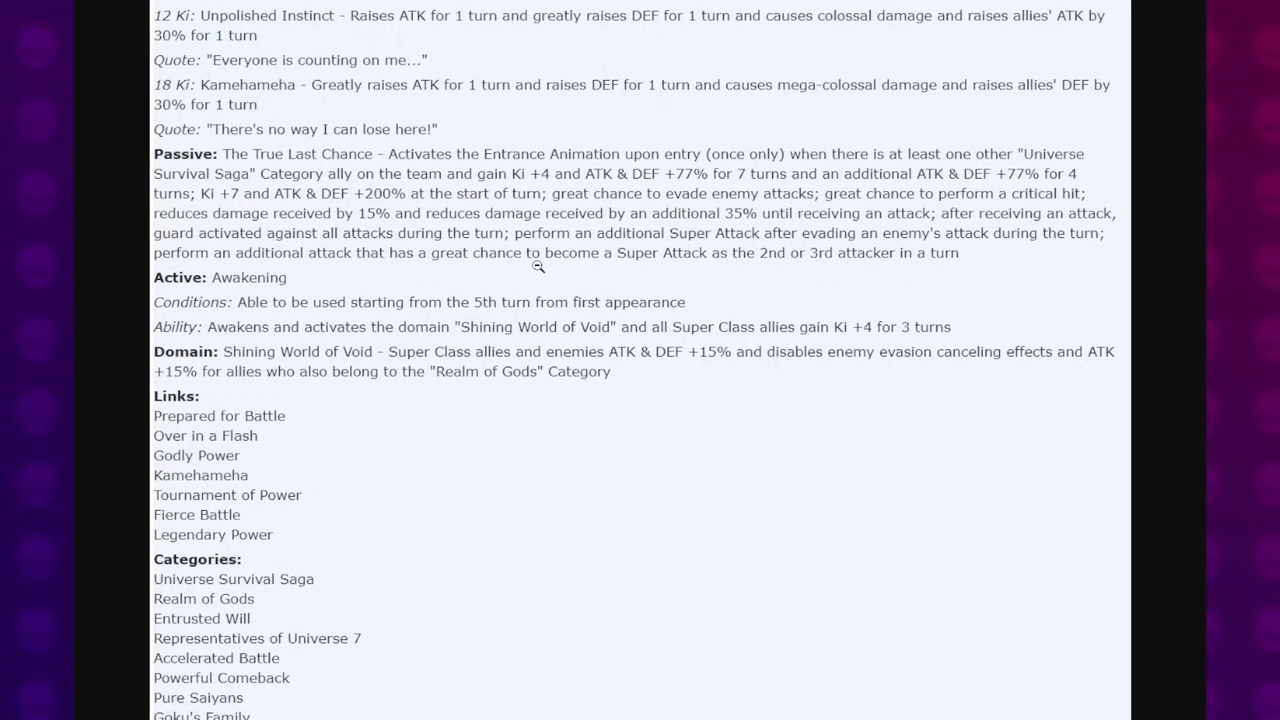 12 Ki: Unpolished Instinct - Raises ATK for 1 turn and greatly raises DEF for 1 turn and causes colossal damage and raises allies' ATK by
30% for 1 turn
Quote: "Everyone is counting on me..."
18 Ki: Kamehameha - Greatly raises ATK for 1 turn and raises DEF for 1 turn and causes mega-colossal damage and raises allies' DEF by
30% for 1 turn
Quote: "There's no way I can lose here!"
Passive: The True Last Chance - Activates the Entrance Animation upon entry (once only) when there is at least one other "Universe
Survival Saga" Category ally on the team and gain Ki +4 and ATK & DEF +77% for 7 turns and an additional ATK & DEF +77% for 4
turns; Ki +7 and ATK & DEF +200% at the start of turn; great chance to evade enemy attacks; great chance to perform a critical hit;
reduces damage received by 15% and reduces damage received by an additional 35% until receiving an attack; after receiving an attack,
guard activated against all attacks during the turn; perform an additional Super Attack after evading an enemy's attack during the turn;
perform an additional attack that has a great chance to become a Super Attack as the 2nd or 3rd attacker in a turn
Active: Awakening
Conditions: Able to be used starting from the 5th turn from first appearance
Ability: Awakens and activates the domain "Shining World of Void" and all Super Class allies gain Ki +4 for 3 turns
Domain: Shining World of Void - Super Class allies and enemies ATK & DEF +15% and disables enemy evasion canceling effects and ATK
+15% for allies who also belong to the "Realm of Gods" Category
Links:
Prepared for Battle
Over in a Flash
Godly Power
Kamehameha
Tournament of Power
Fierce Battle
Legendary Power
Categories:
Universe Survival Saga
Realm of Gods
Entrusted Will
Representatives of Universe 7
Accelerated Battle
Powerful Comeback
Pure Saiyans
Goku's Family